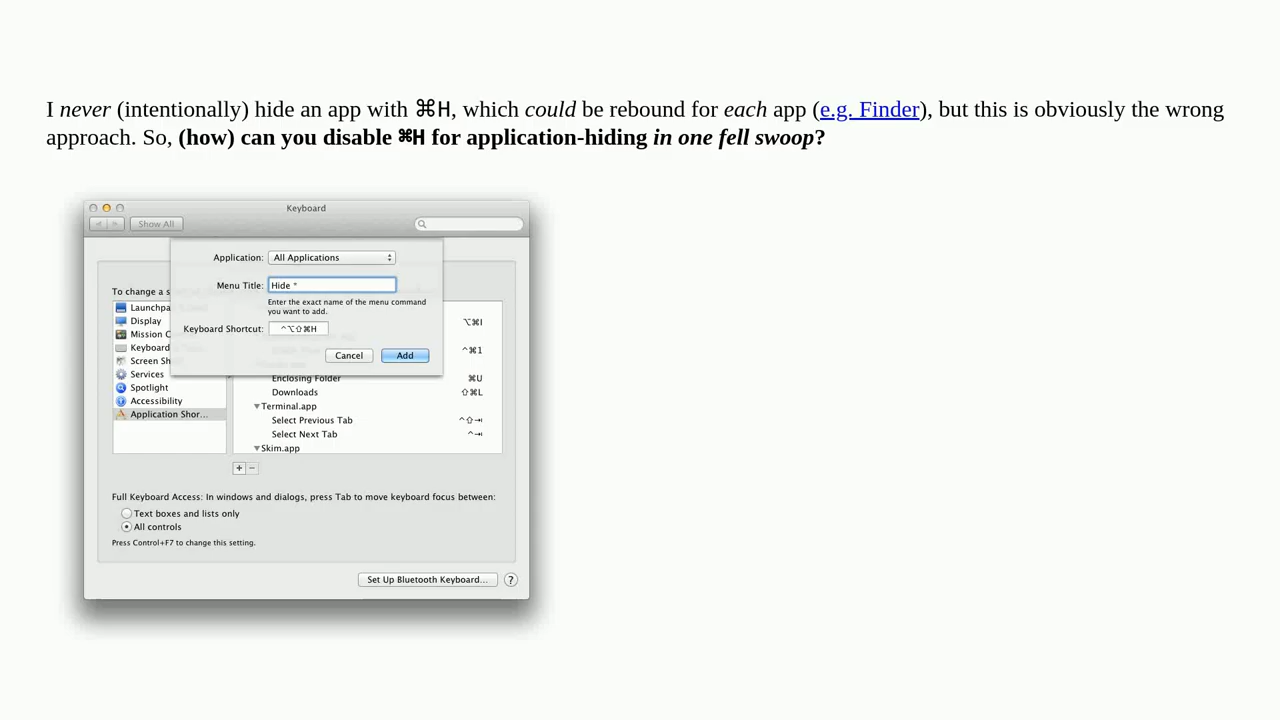 I never (intentionally) hide an app with ⌘H, which could be rebound for each app (e.g. Finder), but this is obviously the wrong
approach. So, (how) can you disable ⌘H for application-hiding in one fell swoop?
Keyboard
Show All
Application: All Applications
Menu Title: Hide *
To change a s
Enter the exact name of the menu command
you want to add.
Launchpa
Display
⌥⌘I
Keyboard Shortcut: ^⌥⇧⌘H
Mission C
Keyboard
^⌘1
Screen Sh
Cancel Add
Services
Enclosing Folder ⌘U
Spotlight
Downloads ⇧⌘L
Accessibility
Terminal.app
Application Shor...
Select Previous Tab ^⇧⇥
Select Next Tab ^⇥
Skim.app
+ −
Full Keyboard Access: In windows and dialogs, press Tab to move keyboard focus between:
Text boxes and lists only
All controls
Press Control+F7 to change this setting.
Set Up Bluetooth Keyboard... ?